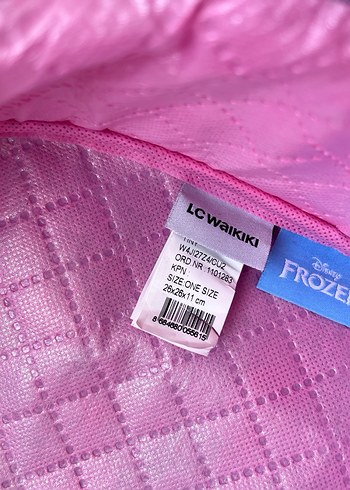 LC WAIKIKI
ORD NR. 1101283
KPN
SIZE:ONE SIZE
26x26x11 cm
Disney
FROZEN